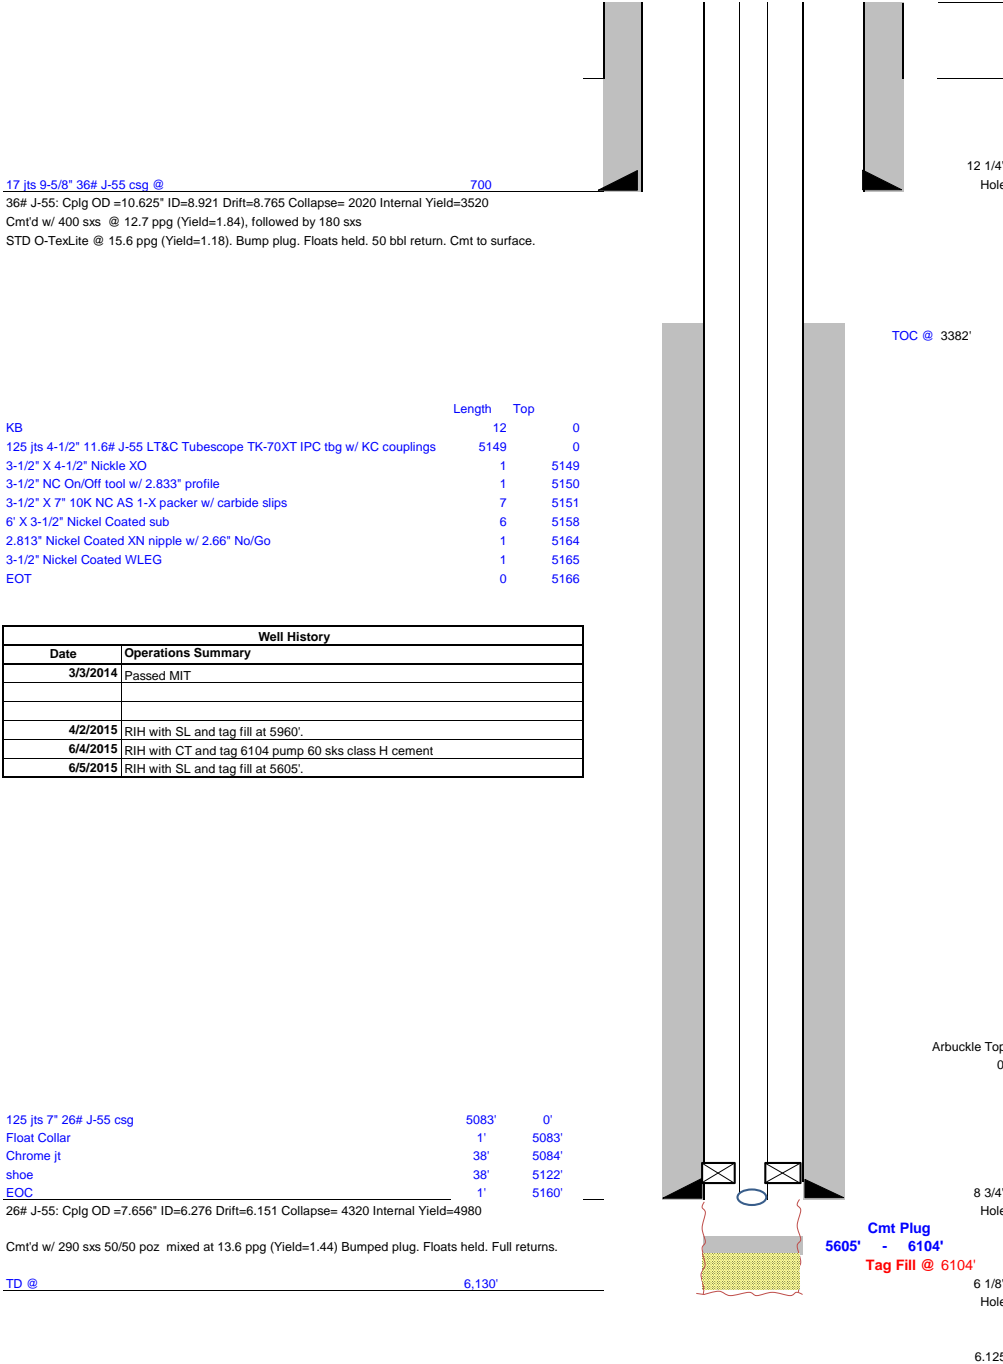 12 1/4"
17 jts 9-5/8" 36# J-55 csg @ 700
Hole
36# J-55: Cplg OD =10.625" ID=8.921 Drift=8.765 Collapse= 2020 Internal Yield=3520
Cmt'd w/ 400 sxs @ 12.7 ppg (Yield=1.84), followed by 180 sxs
STD O-TexLite @ 15.6 ppg (Yield=1.18). Bump plug. Floats held. 50 bbl return. Cmt to surface.
TOC @ 3382'
Length Top
KB 12 0
125 jts 4-1/2" 11.6# J-55 LT&C Tubescope TK-70XT IPC tbg w/ KC couplings 5149 0
3-1/2" X 4-1/2" Nickle XO 1 5149
3-1/2" NC On/Off tool w/ 2.833" profile 1 5150
3-1/2" X 7" 10K NC AS 1-X packer w/ carbide slips 7 5151
6' X 3-1/2" Nickel Coated sub 6 5158
2.813" Nickel Coated XN nipple w/ 2.66" No/Go 1 5164
3-1/2" Nickel Coated WLEG 1 5165
EOT 0 5166
Well History
Date Operations Summary
3/3/2014 Passed MIT
4/2/2015 RIH with SL and tag fill at 5960'.
6/4/2015 RIH with CT and tag 6104 pump 60 sks class H cement
6/5/2015 RIH with SL and tag fill at 5605'.
Arbuckle Top
0
125 jts 7" 26# J-55 csg 5083' 0'
Float Collar 1' 5083'
Chrome jt 38' 5084'
shoe 38' 5122'
EOC 1' 5160'
8 3/4"
Hole
26# J-55: Cplg OD =7.656" ID=6.276 Drift=6.151 Collapse= 4320 Internal Yield=4980
Cmt Plug
5605' - 6104'
Cmt'd w/ 290 sxs 50/50 poz mixed at 13.6 ppg (Yield=1.44) Bumped plug. Floats held. Full returns.
Tag Fill @ 6104'
TD @ 6,130'
6 1/8"
Hole
6.125